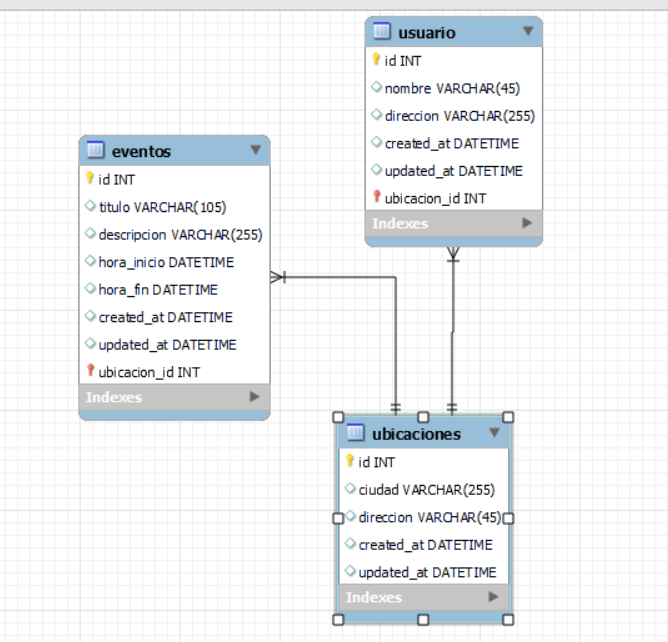 usuario
id INT
nombre VARCHAR(45)
direccion VARCHAR(255)
created_at DATETIME
updated_at DATETIME
ubicacion_id INT
Indexes
eventos
id INT
titulo VARCHAR(105)
descripcion VARCHAR(255)
hora_inicio DATETIME
hora_fin DATETIME
created_at DATETIME
updated_at DATETIME
ubicacion_id INT
Indexes
ubicaciones
id INT
ciudad VARCHAR(255)
direccion VARCHAR(45)
created_at DATETIME
updated_at DATETIME
Indexes